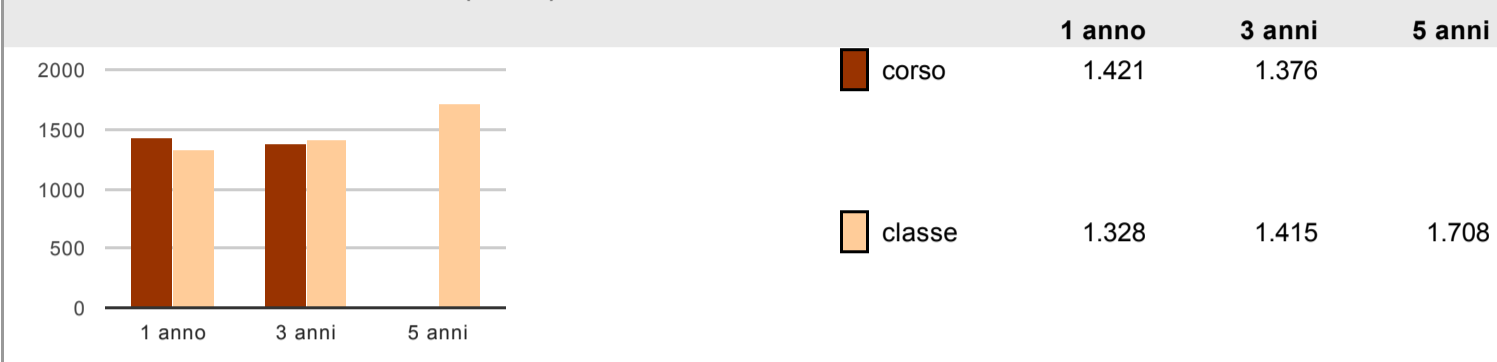 1 anno 3 anni 5 anni
2000
1500
1000
500
0
1 anno 3 anni 5 anni
corso 1.421 1.376
classe 1.328 1.415 1.708